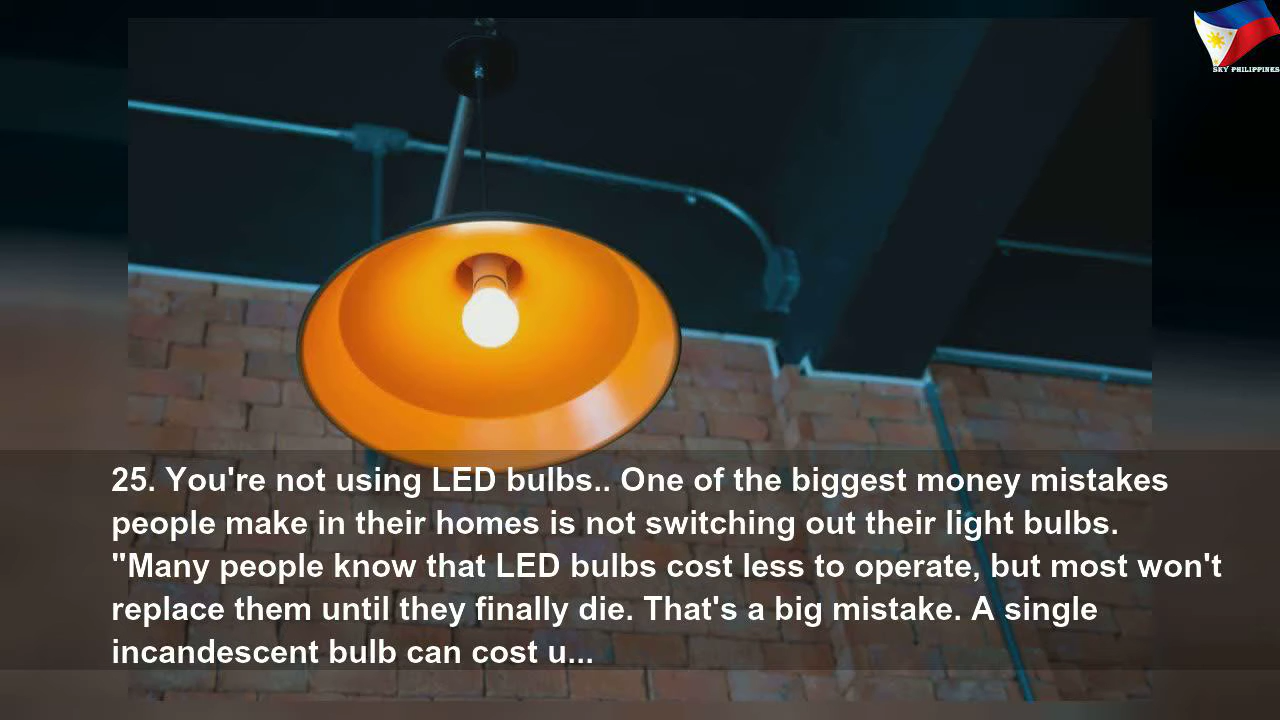 SKY PHILIPPINES
25. You're not using LED bulbs.. One of the biggest money mistakes
people make in their homes is not switching out their light bulbs.
"Many people know that LED bulbs cost less to operate, but most won't
replace them until they finally die. That's a big mistake. A single
incandescent bulb can cost u...